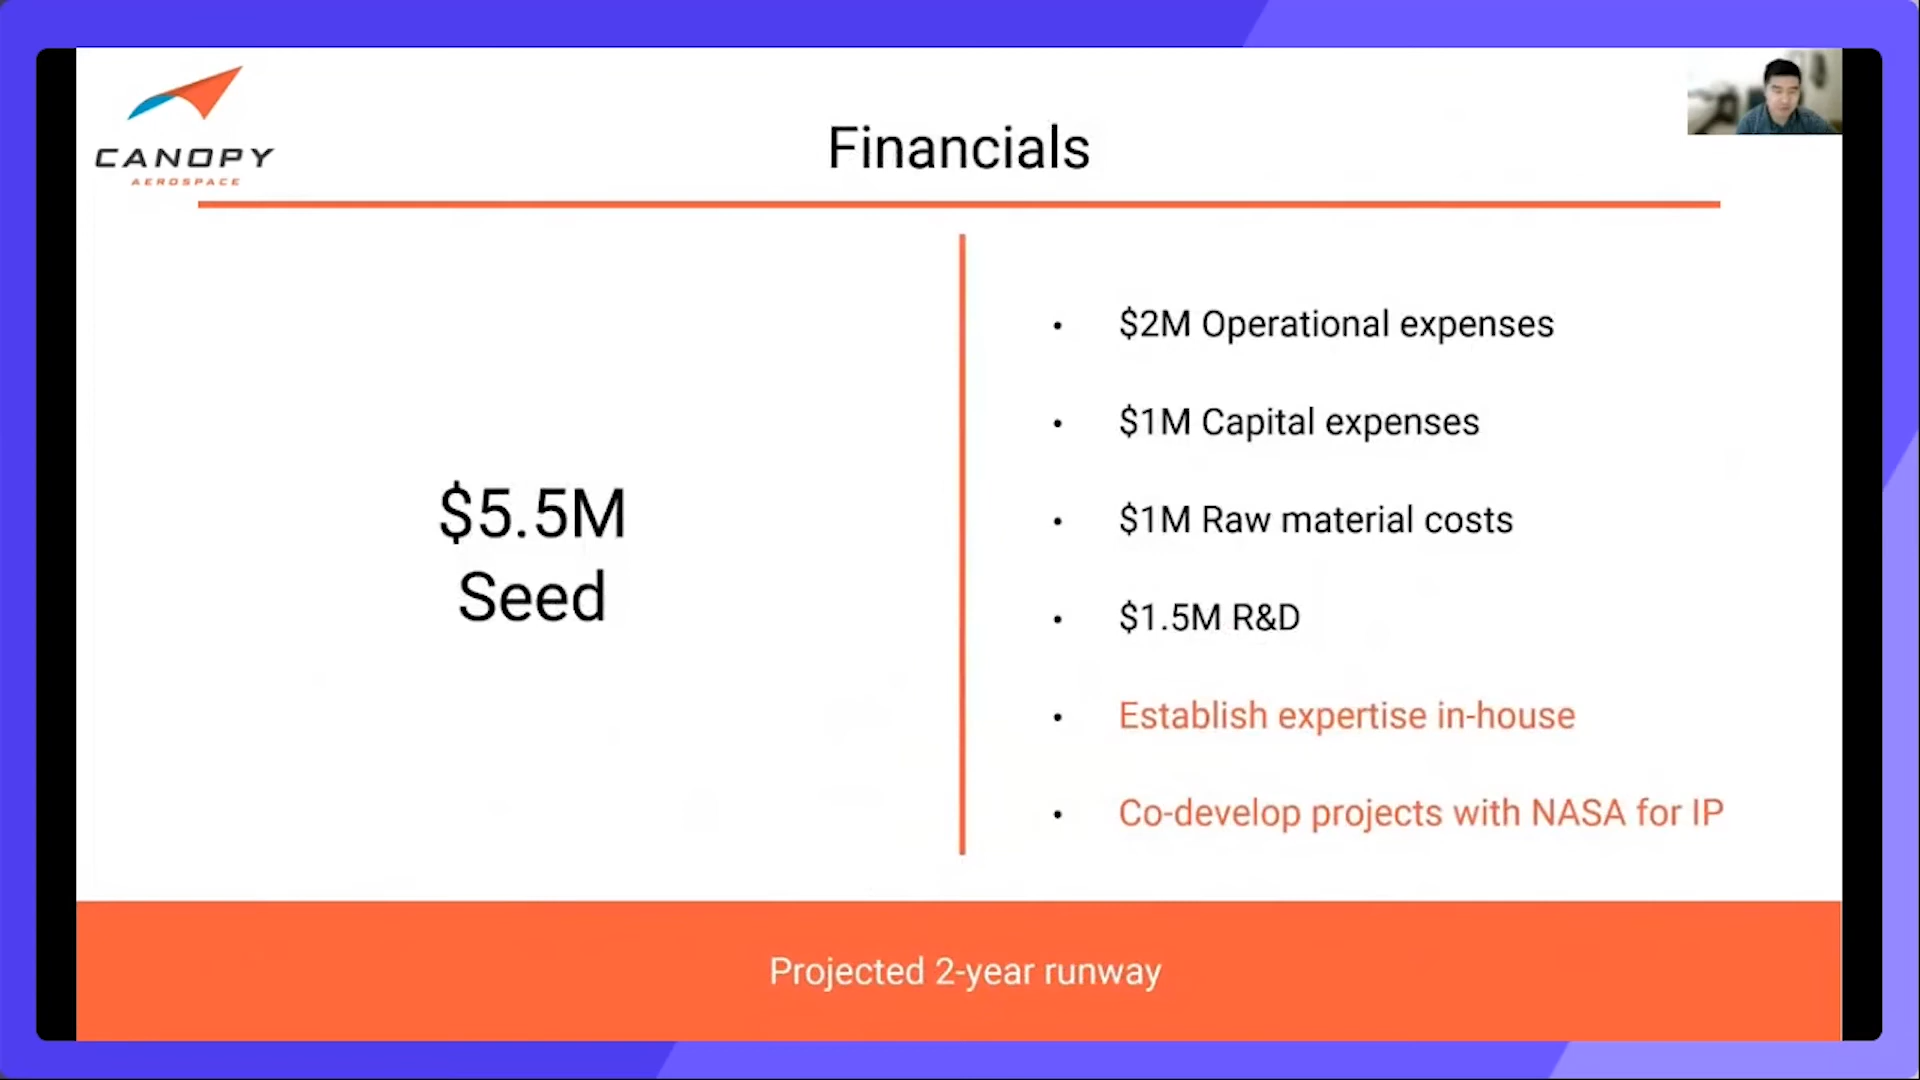 CANOPY
AEROSPACE
Financials
$5.5M
Seed
• $2M Operational expenses
• $1M Capital expenses
• $1M Raw material costs
• $1.5M R&D
• Establish expertise in-house
• Co-develop projects with NASA for IP
Projected 2-year runway